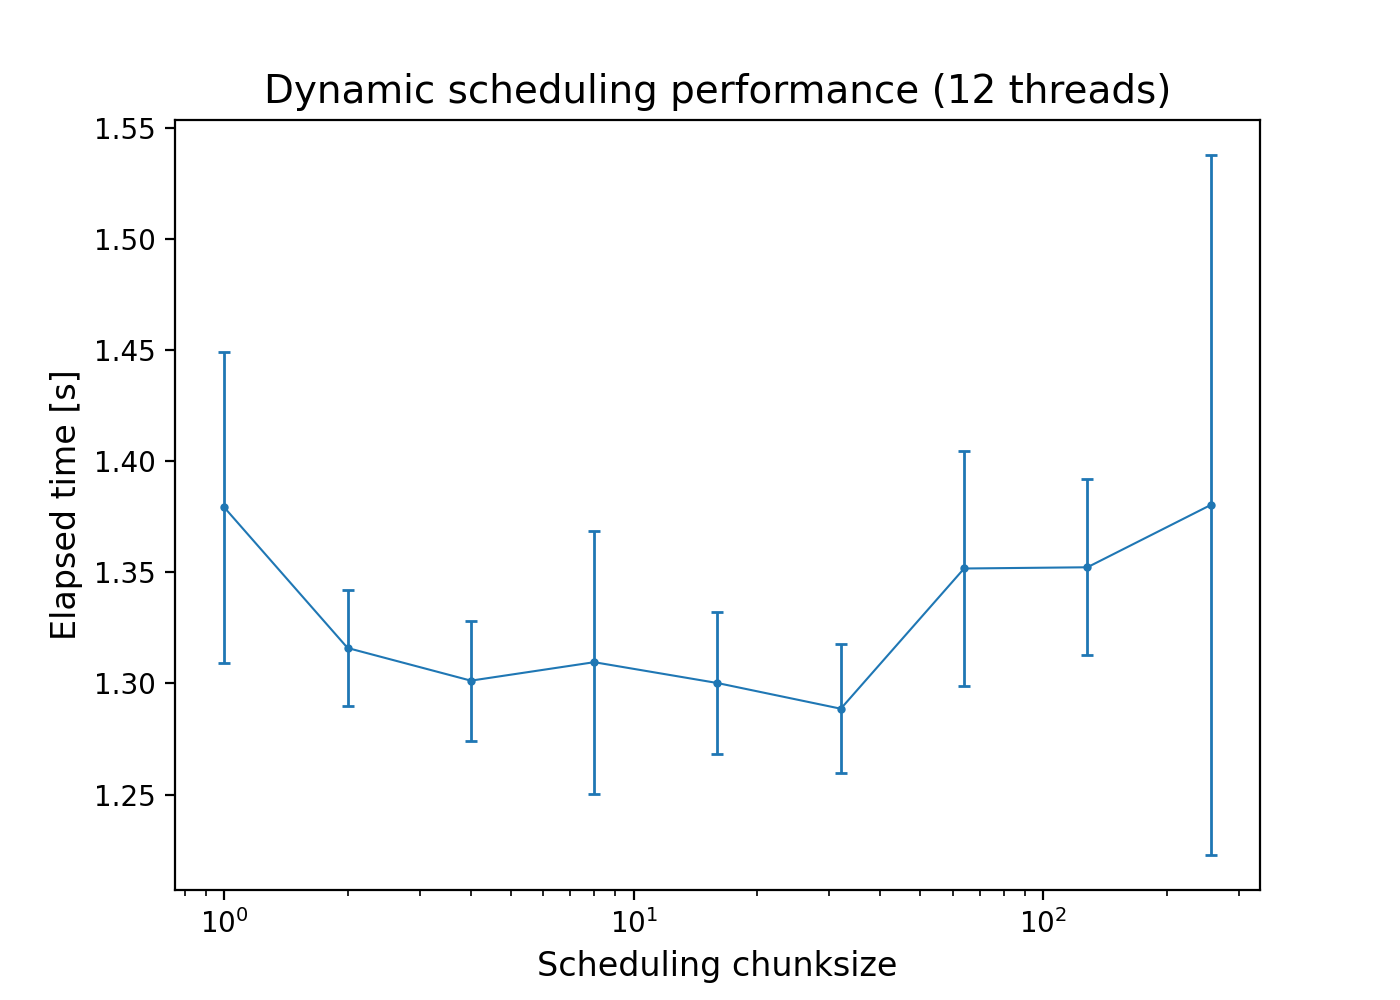 Dynamic scheduling performance (12 threads)
1.55
1.50
1.45
1.40
1.35
1.30
1.25
Elapsed time [s]
10⁰ 10¹ 10²
Scheduling chunksize